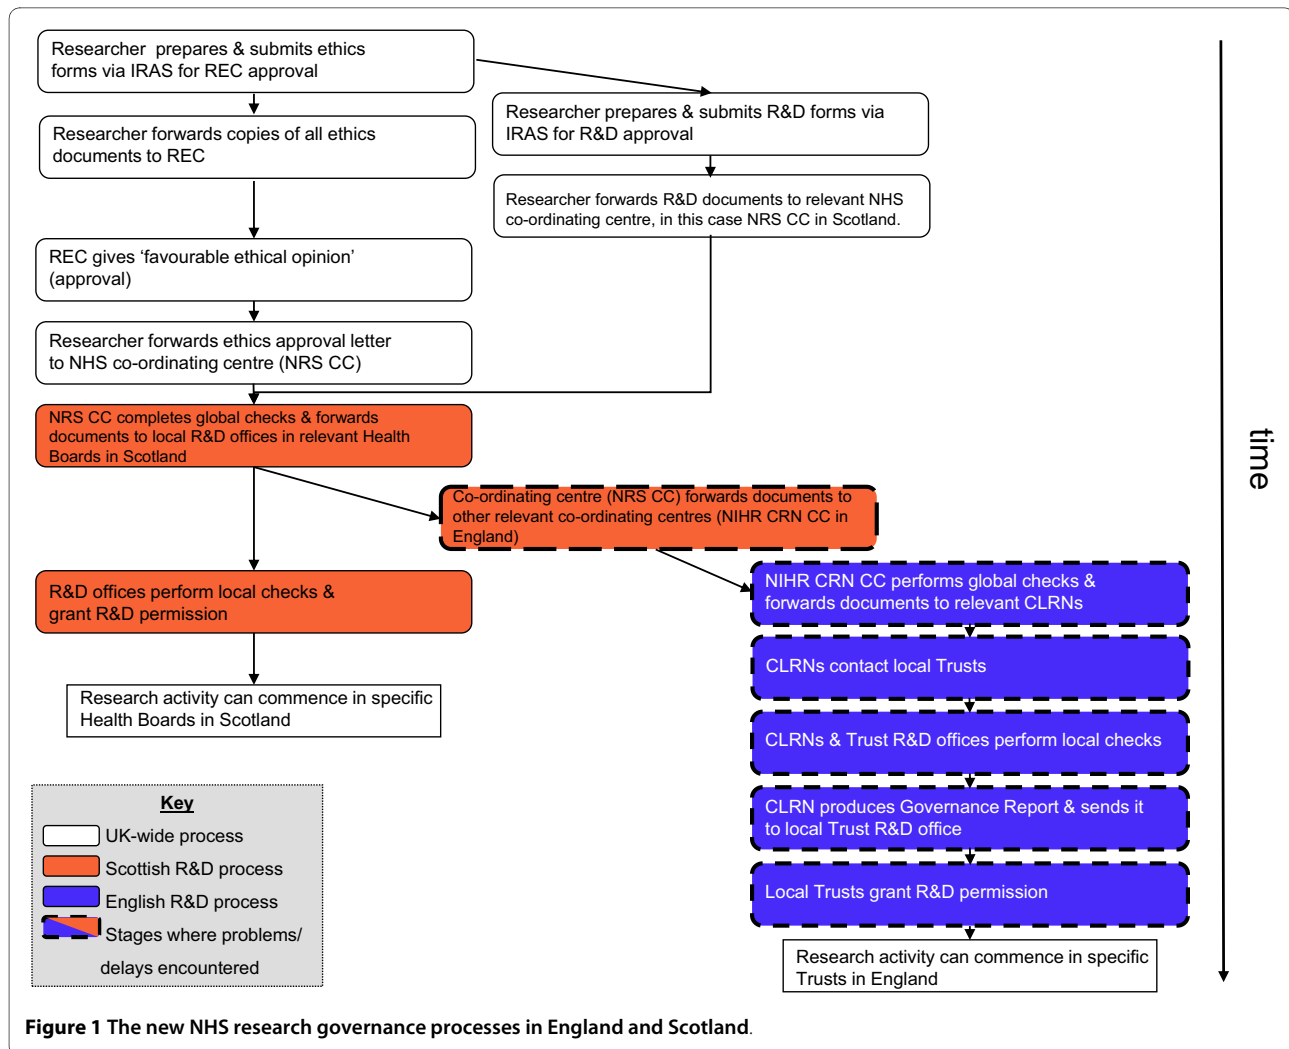 Researcher prepares & submits ethics
forms via IRAS for REC approval
Researcher prepares & submits R&D forms via
IRAS for R&D approval
Researcher forwards copies of all ethics
documents to REC
Researcher forwards R&D documents to relevant NHS
co-ordinating centre, in this case NRS CC in Scotland.
REC gives ‘favourable ethical opinion’
(approval)
Researcher forwards ethics approval letter
to NHS co-ordinating centre (NRS CC)
NRS CC completes global checks & forwards
documents to local R&D offices in relevant Health
Boards in Scotland
time
Co-ordinating centre (NRS CC) forwards documents to
other relevant co-ordinating centres (NIHR CRN CC in
England)
R&D offices perform local checks &
grant R&D permission
Research activity can commence in specific
Health Boards in Scotland
NIHR CRN CC performs global checks &
forwards documents to relevant CLRNs
CLRNs contact local Trusts
CLRNs & Trust R&D offices perform local checks
CLRN produces Governance Report & sends it
to local Trust R&D office
Local Trusts grant R&D permission
Research activity can commence in specific
Trusts in England
Key
UK-wide process
Scottish R&D process
English R&D process
Stages where problems/
delays encountered
Figure 1 The new NHS research governance processes in England and Scotland.